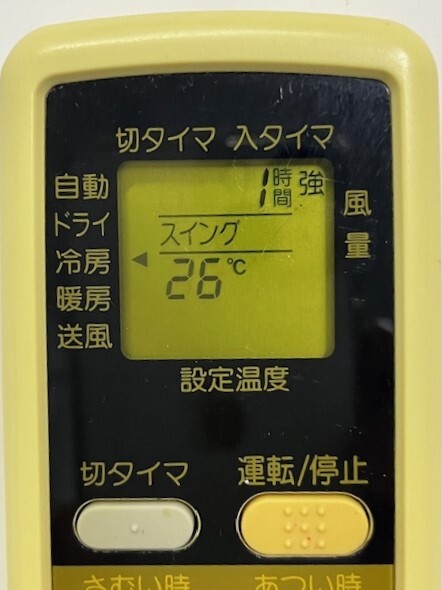 切タイマ 入タイマ
自動
ドライ
冷房
暖房
送風
1時間 強
スイング
26℃
風量
設定温度
切タイマ
運転/停止
さむい時
あつい時